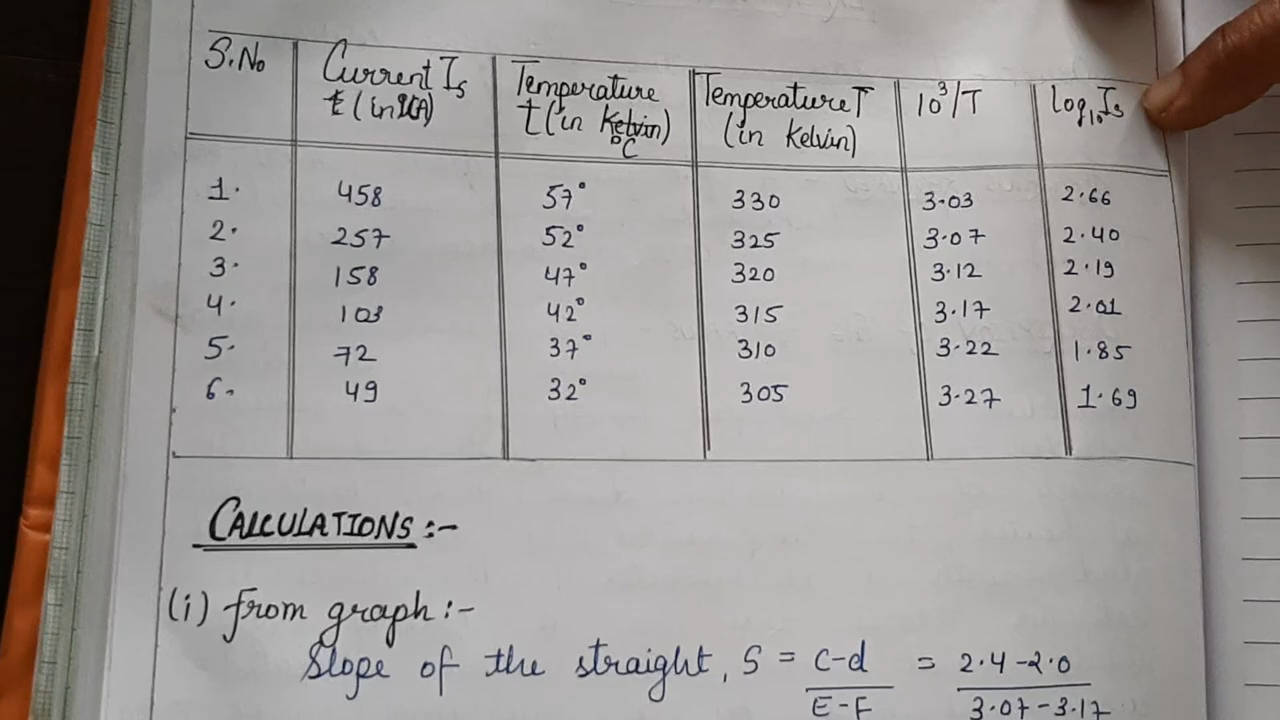 S.No | Current Is t (in μA) | Temperature t (in Kelvin) °C | Temperature T (in Kelvin) | 10³/T | log₁₀Is
1. | 458 | 57° | 330 | 3.03 | 2.66
2. | 257 | 52° | 325 | 3.07 | 2.40
3. | 158 | 47° | 320 | 3.12 | 2.19
4. | 103 | 42° | 315 | 3.17 | 2.01
5. | 72 | 37° | 310 | 3.22 | 1.85
6. | 49 | 32° | 305 | 3.27 | 1.69
CALCULATIONS :-
(i) from graph :-
Slope of the straight, S = C-d / E-F = 2.4-2.0 / 3.07-3.17